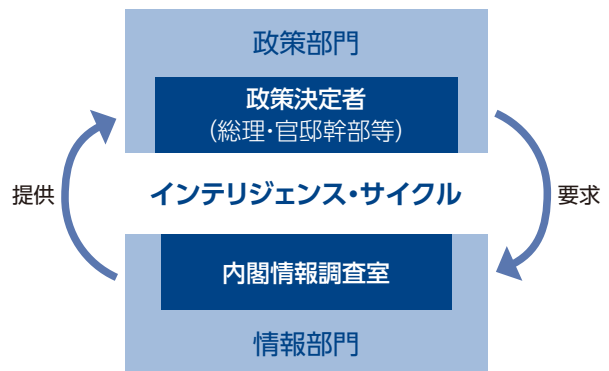 政策部門
政策決定者
(総理・官邸幹部等)
提供
インテリジェンス・サイクル
要求
内閣情報調査室
情報部門